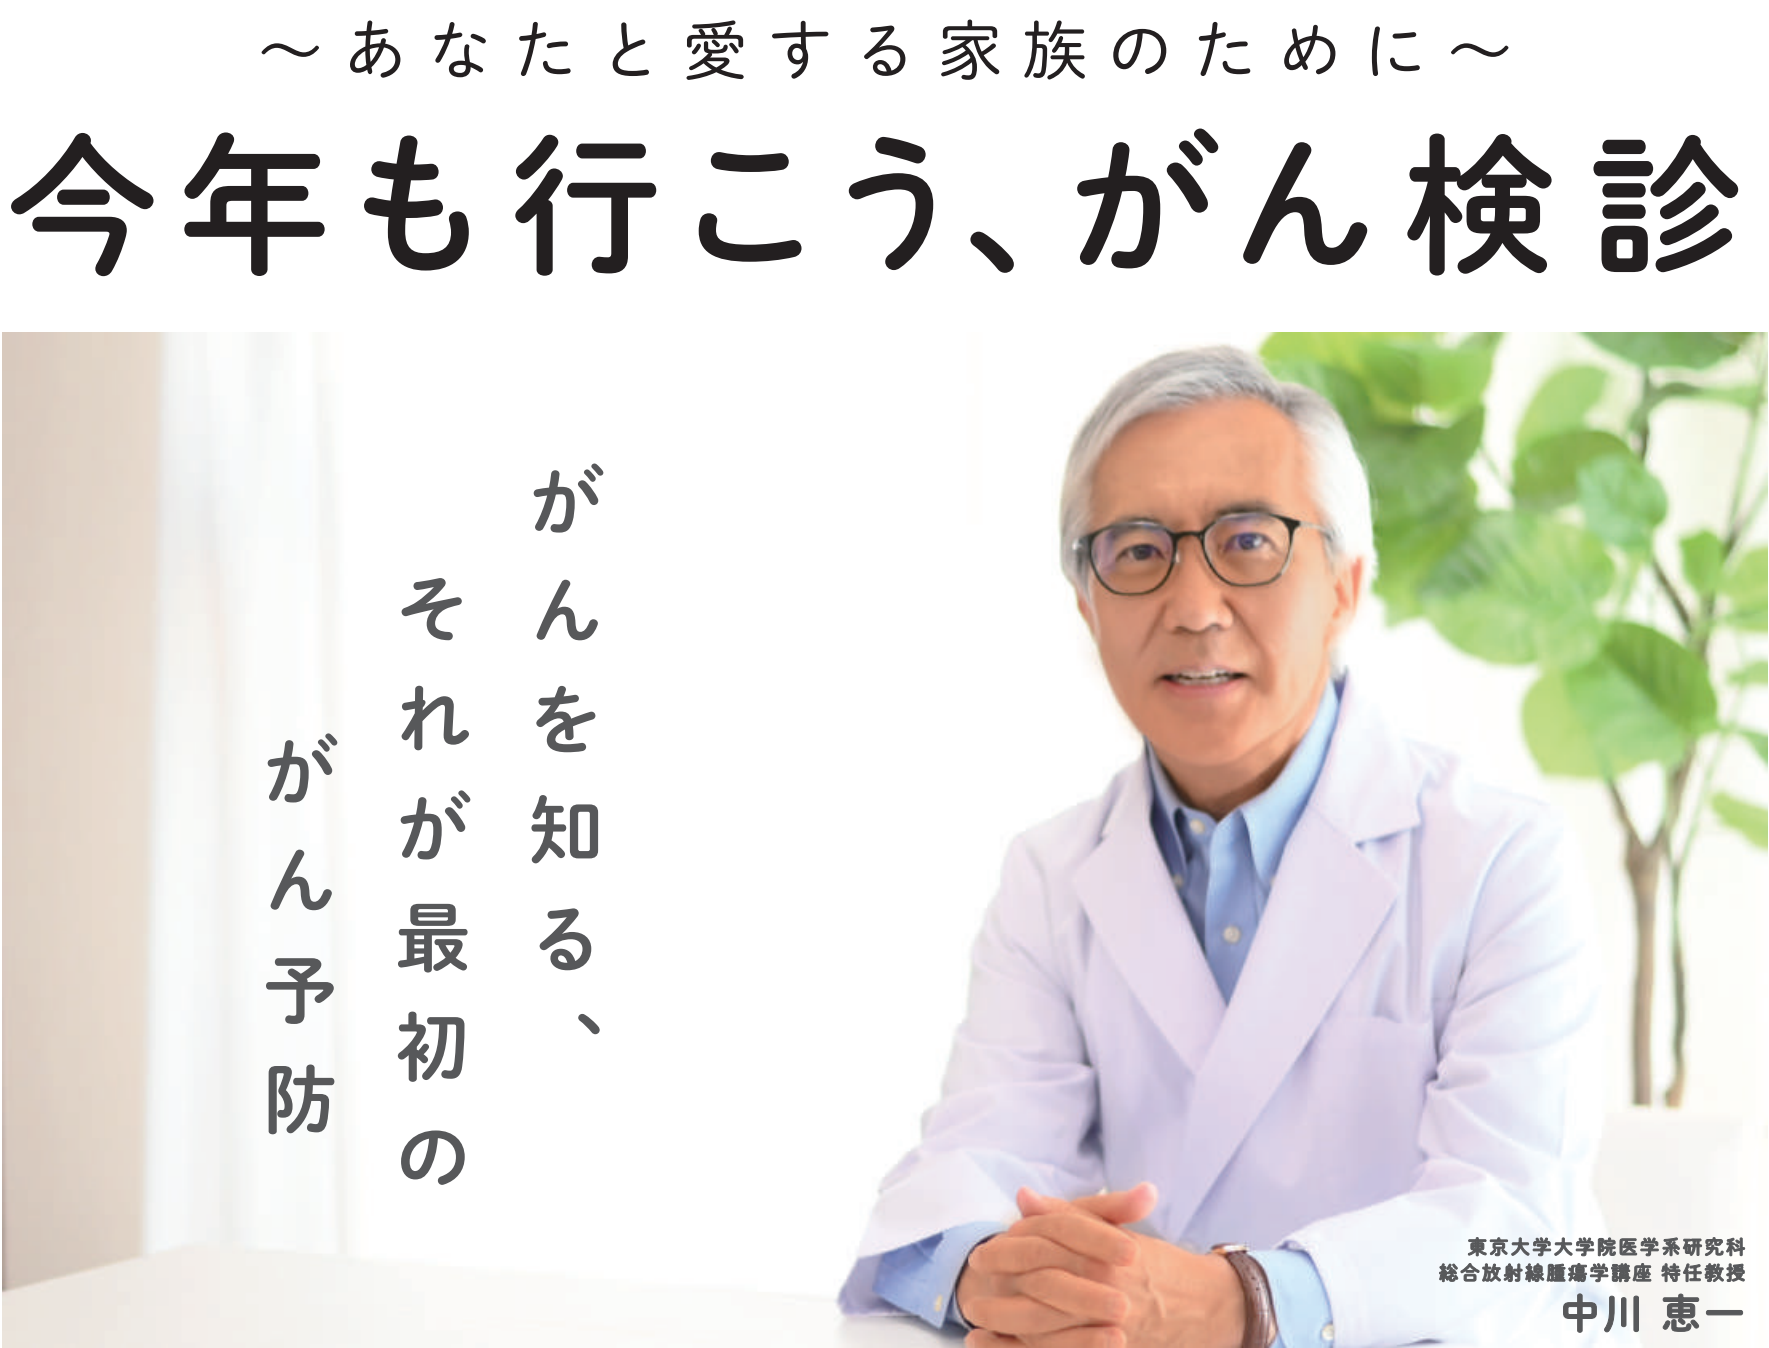 ～あなたと愛する家族のために～
今年も行こう、がん検診
がんを知る、
それが最初の
がん予防
東京大学大学院医学系研究科
総合放射線腫瘍学講座 特任教授
中川 恵一